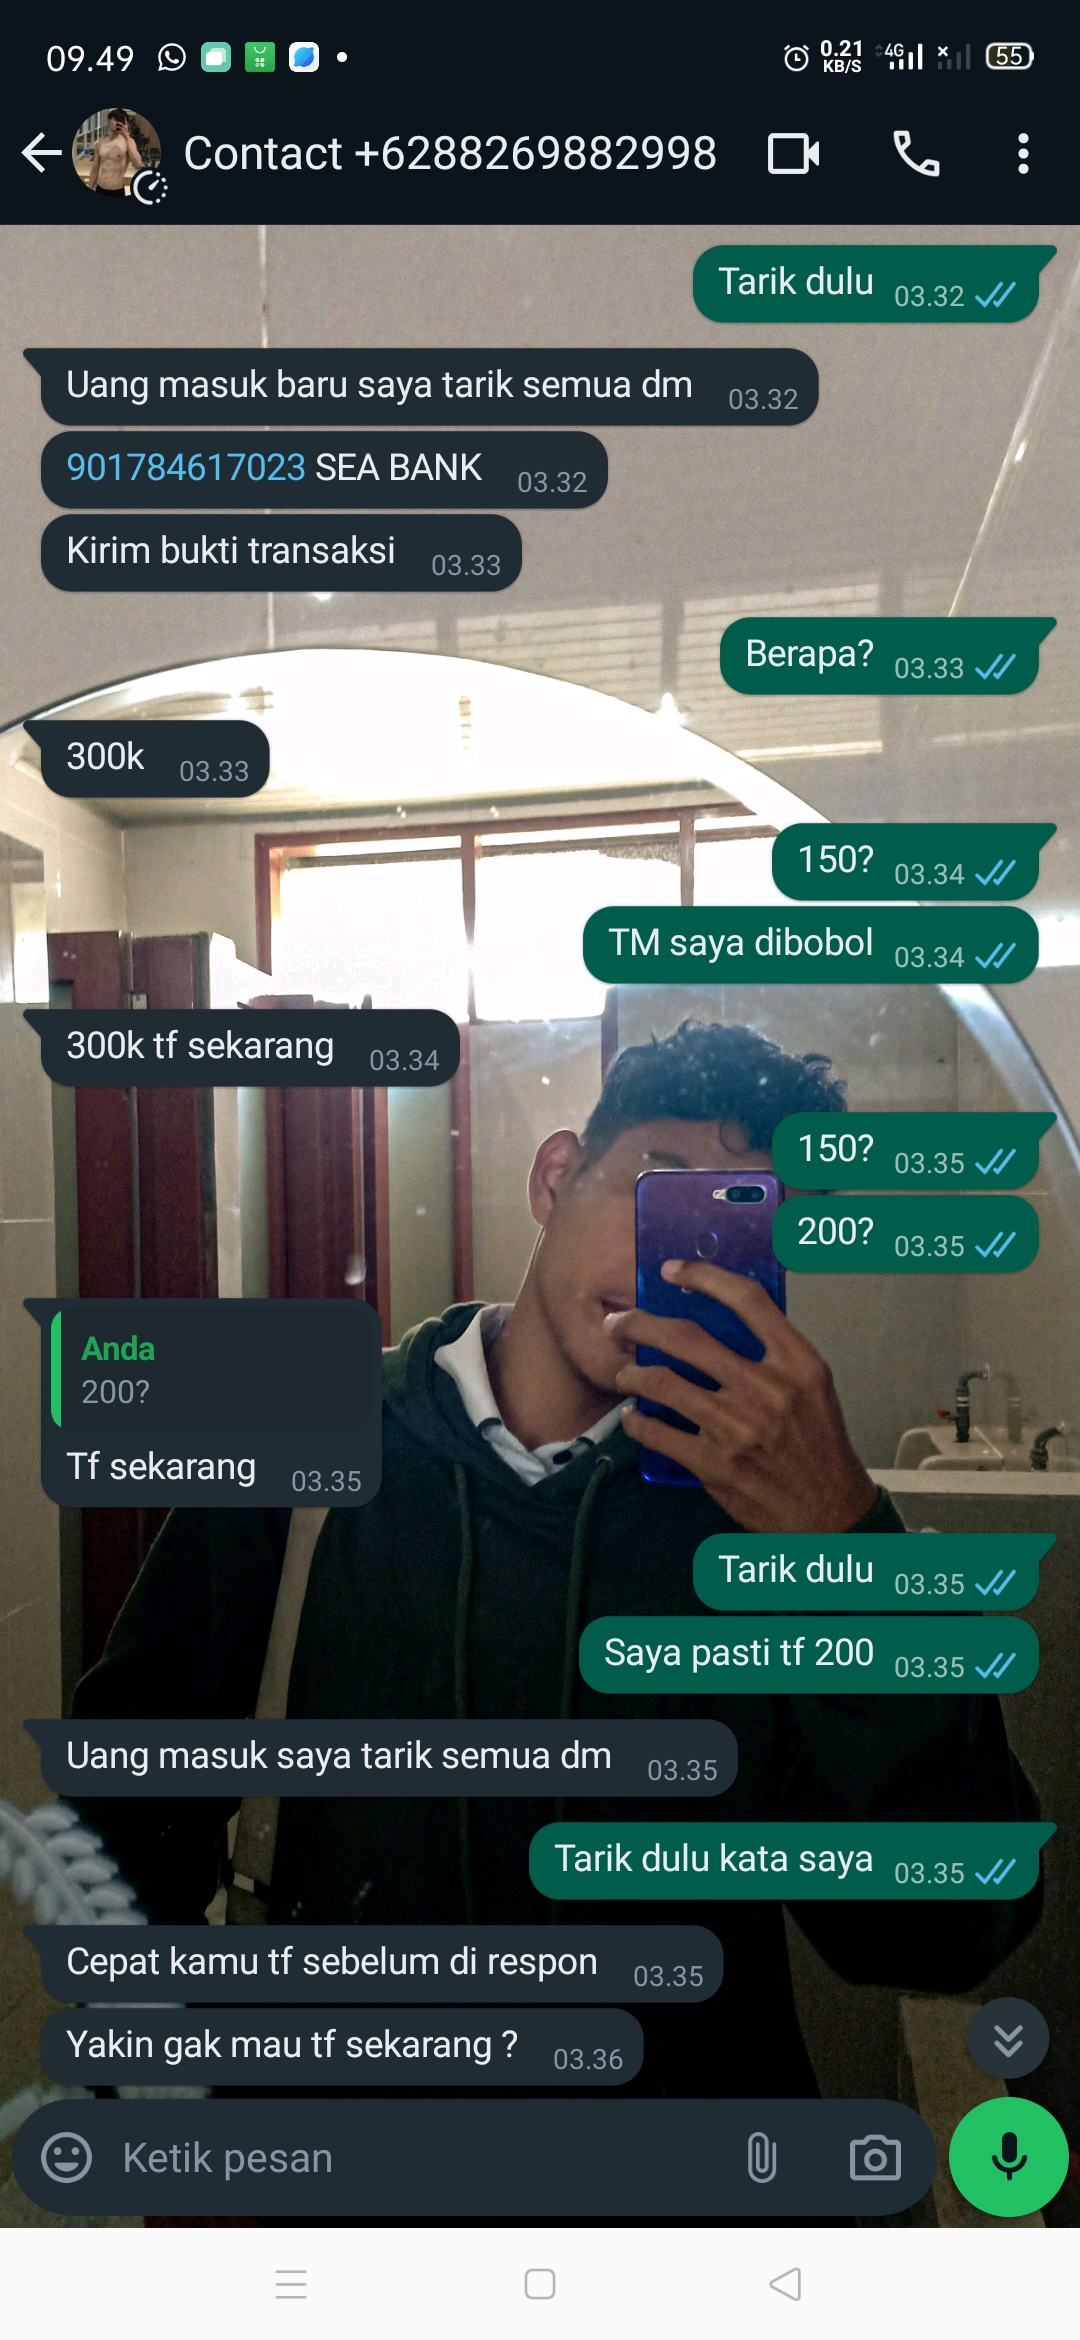 09.49
0.21 KB/S
4G
55
Contact +6288269882998
Tarik dulu 03.32
Uang masuk baru saya tarik semua dm 03.32
901784617023 SEA BANK 03.32
Kirim bukti transaksi 03.33
Berapa? 03.33
300k 03.33
150? 03.34
TM saya dibobol 03.34
300k tf sekarang 03.34
150? 03.35
200? 03.35
Anda
200?
Tf sekarang 03.35
Tarik dulu 03.35
Saya pasti tf 200 03.35
Uang masuk saya tarik semua dm 03.35
Tarik dulu kata saya 03.35
Cepat kamu tf sebelum di respon 03.35
Yakin gak mau tf sekarang ? 03.36
Ketik pesan